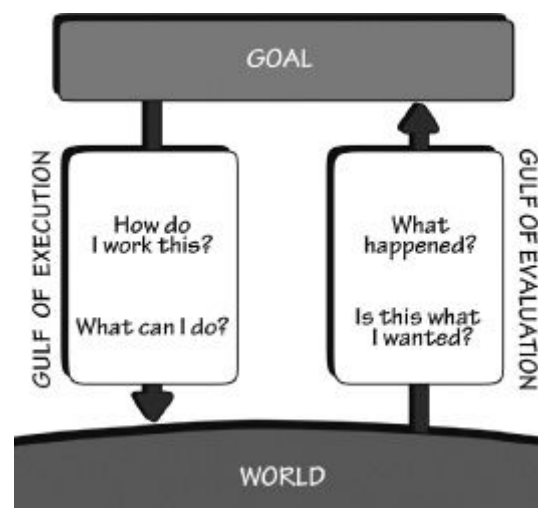 GOAL
GULF OF EXECUTION
How do
I work this?
What can I do?
What
happened?
Is this what
I wanted?
GULF OF EVALUATION
WORLD